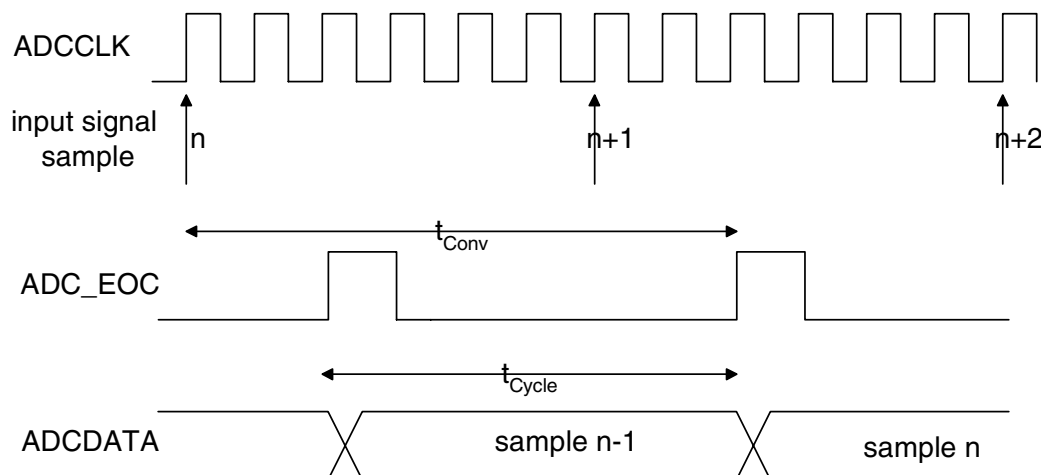 ADCCLK
input signal
sample
n
n+1
n+2
tConv
ADC_EOC
tCycle
ADCDATA
sample n-1
sample n